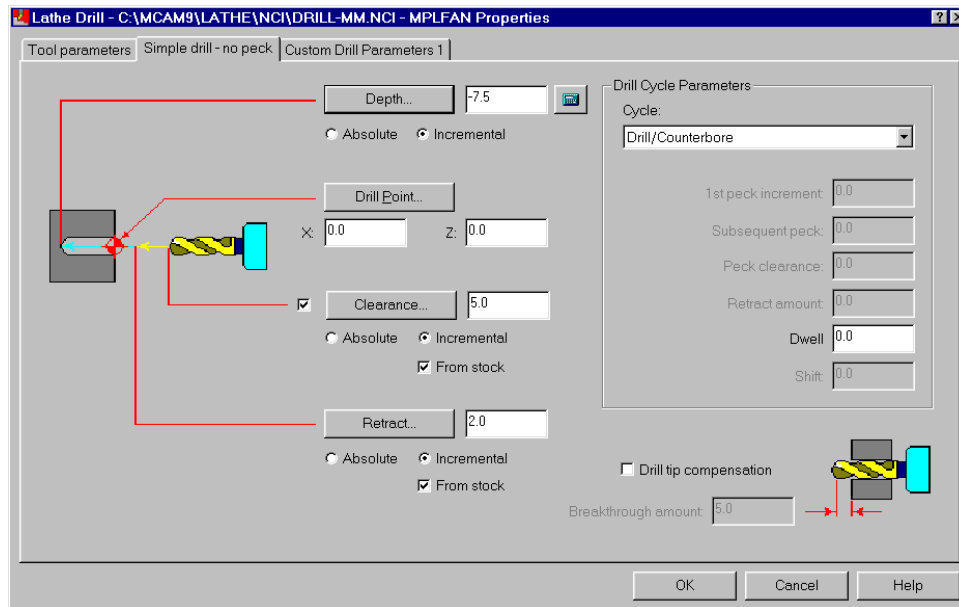 Lathe Drill - C:\MCAM9\LATHE\NCI\DRILL-MM.NCI - MPLFAN Properties
Tool parameters
Simple drill - no peck
Custom Drill Parameters 1
Depth...
-7.5
Absolute
Incremental
Drill Point...
X:
0.0
Z:
0.0
Clearance...
5.0
Absolute
Incremental
From stock
Retract...
2.0
Absolute
Incremental
From stock
Drill Cycle Parameters
Cycle:
Drill/Counterbore
1st peck increment:
0.0
Subsequent peck:
0.0
Peck clearance:
0.0
Retract amount:
0.0
Dwell
0.0
Shift:
0.0
Drill tip compensation
Breakthrough amount:
5.0
OK
Cancel
Help